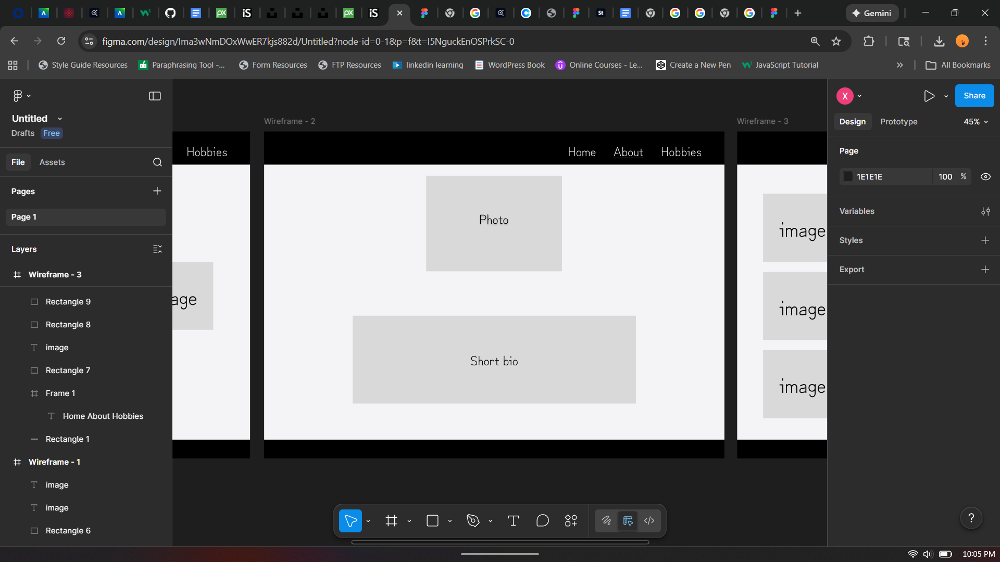 Gemini
figma.com/design/Ima3wNmDOxWwER7kjs882d/Untitled?node-id=0-1&p=f&t=I5NguckEnOSPrkSC-0
Style Guide Resources
Paraphrasing Tool -...
Form Resources
FTP Resources
linkedin learning
WordPress Book
Online Courses - Le...
Create a New Pen
JavaScript Tutorial
All Bookmarks
Untitled
Drafts Free
File Assets
Pages
Page 1
Layers
Wireframe - 3
Rectangle 9
Rectangle 8
image
Rectangle 7
Frame 1
Home About Hobbies
Rectangle 1
Wireframe - 1
image
image
Rectangle 6
Hobbies
age
Wireframe - 2
Home About Hobbies
Photo
Short bio
Wireframe - 3
image
image
image
X
Share
Design Prototype 45%
Page
1E1E1E 100 %
Variables
Styles
Export
?
10:05 PM